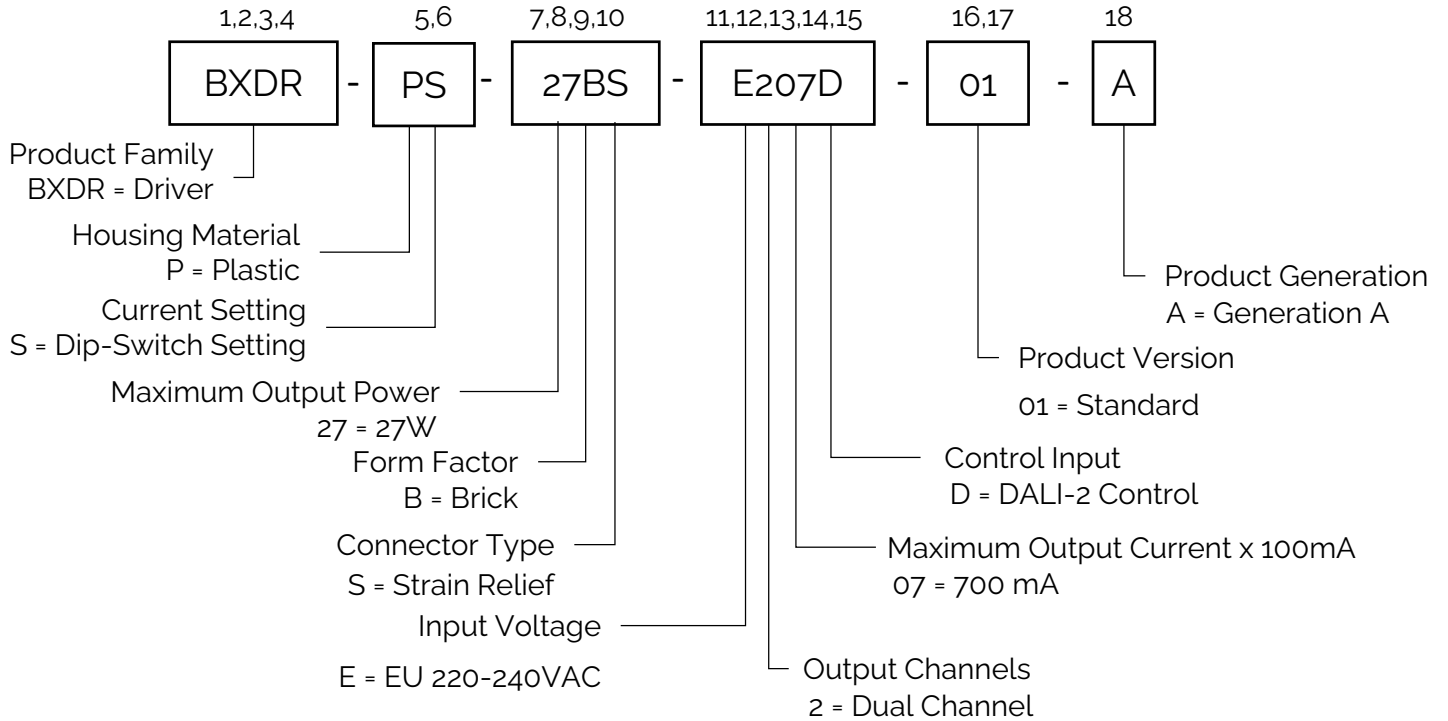 1,2,3,4 5,6 7,8,9,10 11,12,13,14,15 16,17 18
BXDR - PS - 27BS - E207D - 01 - A
Product Family
BXDR = Driver
Housing Material
P = Plastic
Current Setting
S = Dip-Switch Setting
Maximum Output Power
27 = 27W
Form Factor
B = Brick
Connector Type
S = Strain Relief
Input Voltage
E = EU 220-240VAC
Product Generation
A = Generation A
Product Version
01 = Standard
Control Input
D = DALI-2 Control
Maximum Output Current x 100mA
07 = 700 mA
Output Channels
2 = Dual Channel